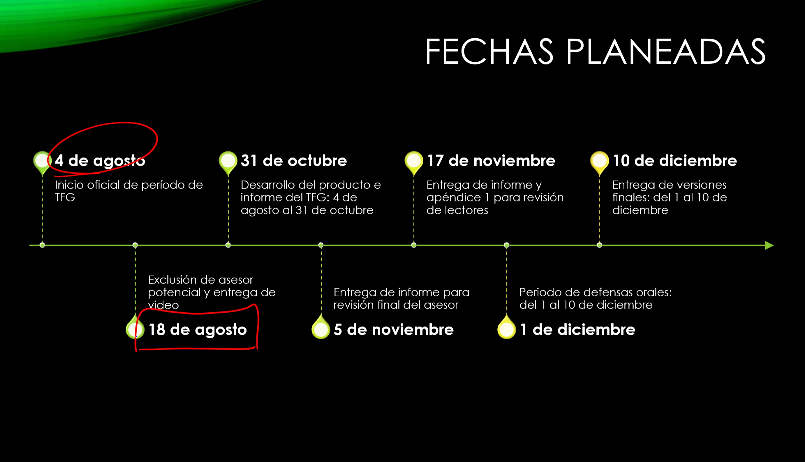 FECHAS PLANEADAS
4 de agosto
Inicio oficial de período de
TFG
31 de octubre
Desarrollo del producto e
informe del TFG: 4 de
agosto al 31 de octubre
17 de noviembre
Entrega de informe y
apéndice 1 para revisión
de lectores
10 de diciembre
Entrega de versiones
finales: del 1 al 10 de
diciembre
Exclusión de asesor
potencial y entrega de
video
18 de agosto
Entrega de informe para
revisión final del asesor
5 de noviembre
Período de defensas orales:
del 1 al 10 de diciembre
1 de diciembre